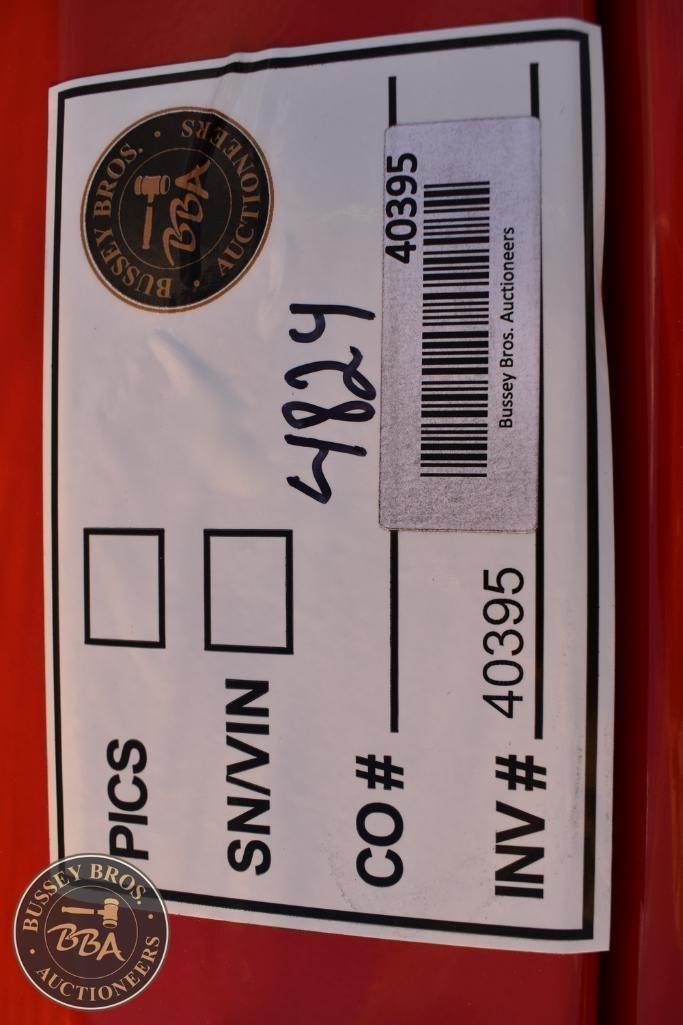 PICS
SN/VIN
CO #
4824
INV # 40395
40395
Bussey Bros. Auctioneers
BUSSEY BROS. • AUCTIONEERS •
BBA
BUSSEY BROS. • AUCTIONEERS •
BBA